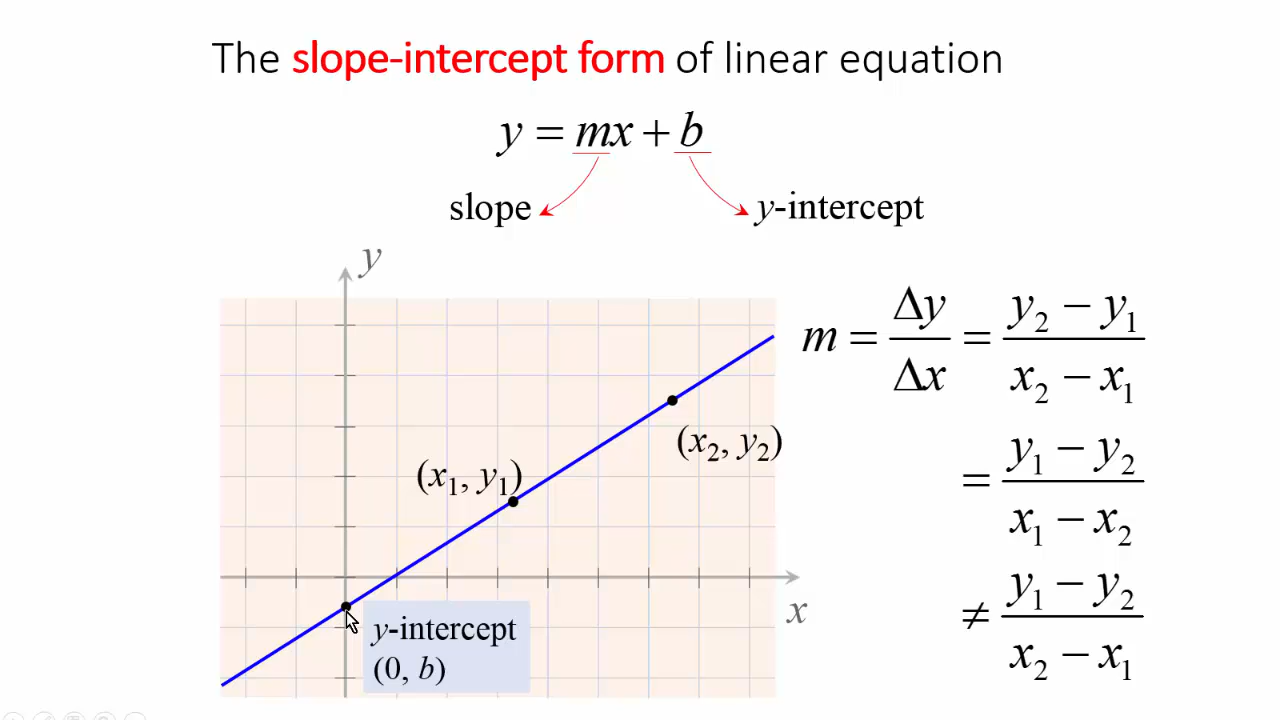 The slope-intercept form of linear equation
y = mx + b
slope
y-intercept
y
m = Δy/Δx = (y₂ − y₁)/(x₂ − x₁)
(x₂, y₂)
(x₁, y₁)
= (y₁ − y₂)/(x₁ − x₂)
≠ (y₁ − y₂)/(x₂ − x₁)
x
y-intercept
(0, b)